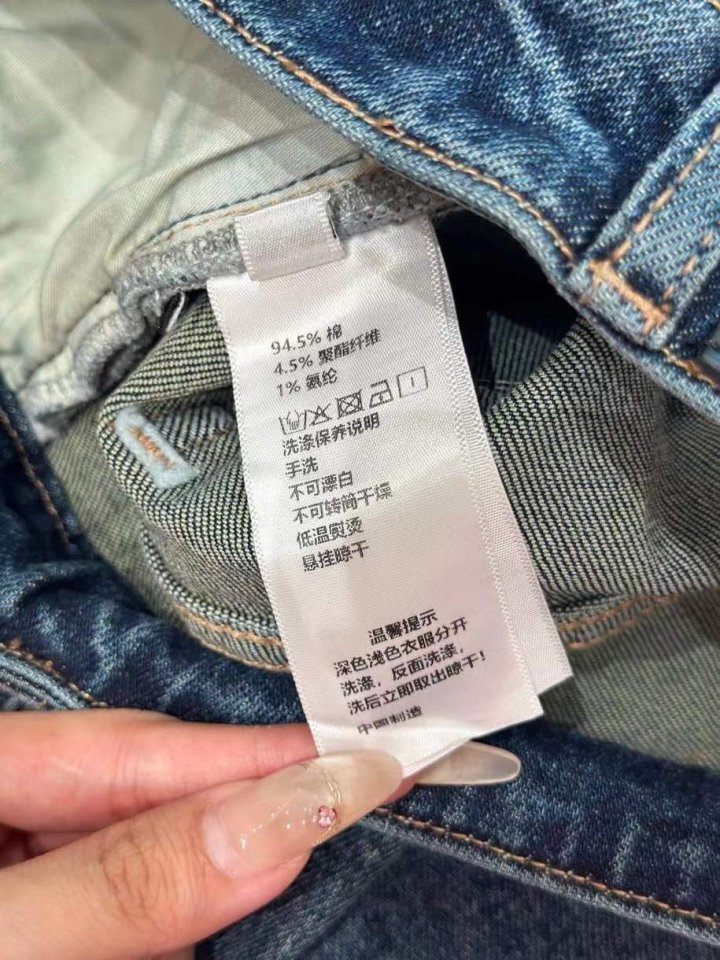 94.5% 棉
4.5% 聚酯纤维
1% 氨纶
洗涤保养说明
手洗
不可漂白
不可转筒干燥
低温熨烫
悬挂晾干
温馨提示
深色浅色衣服分开
洗涤，反面洗涤，
洗后立即取出晾干！
中国制造